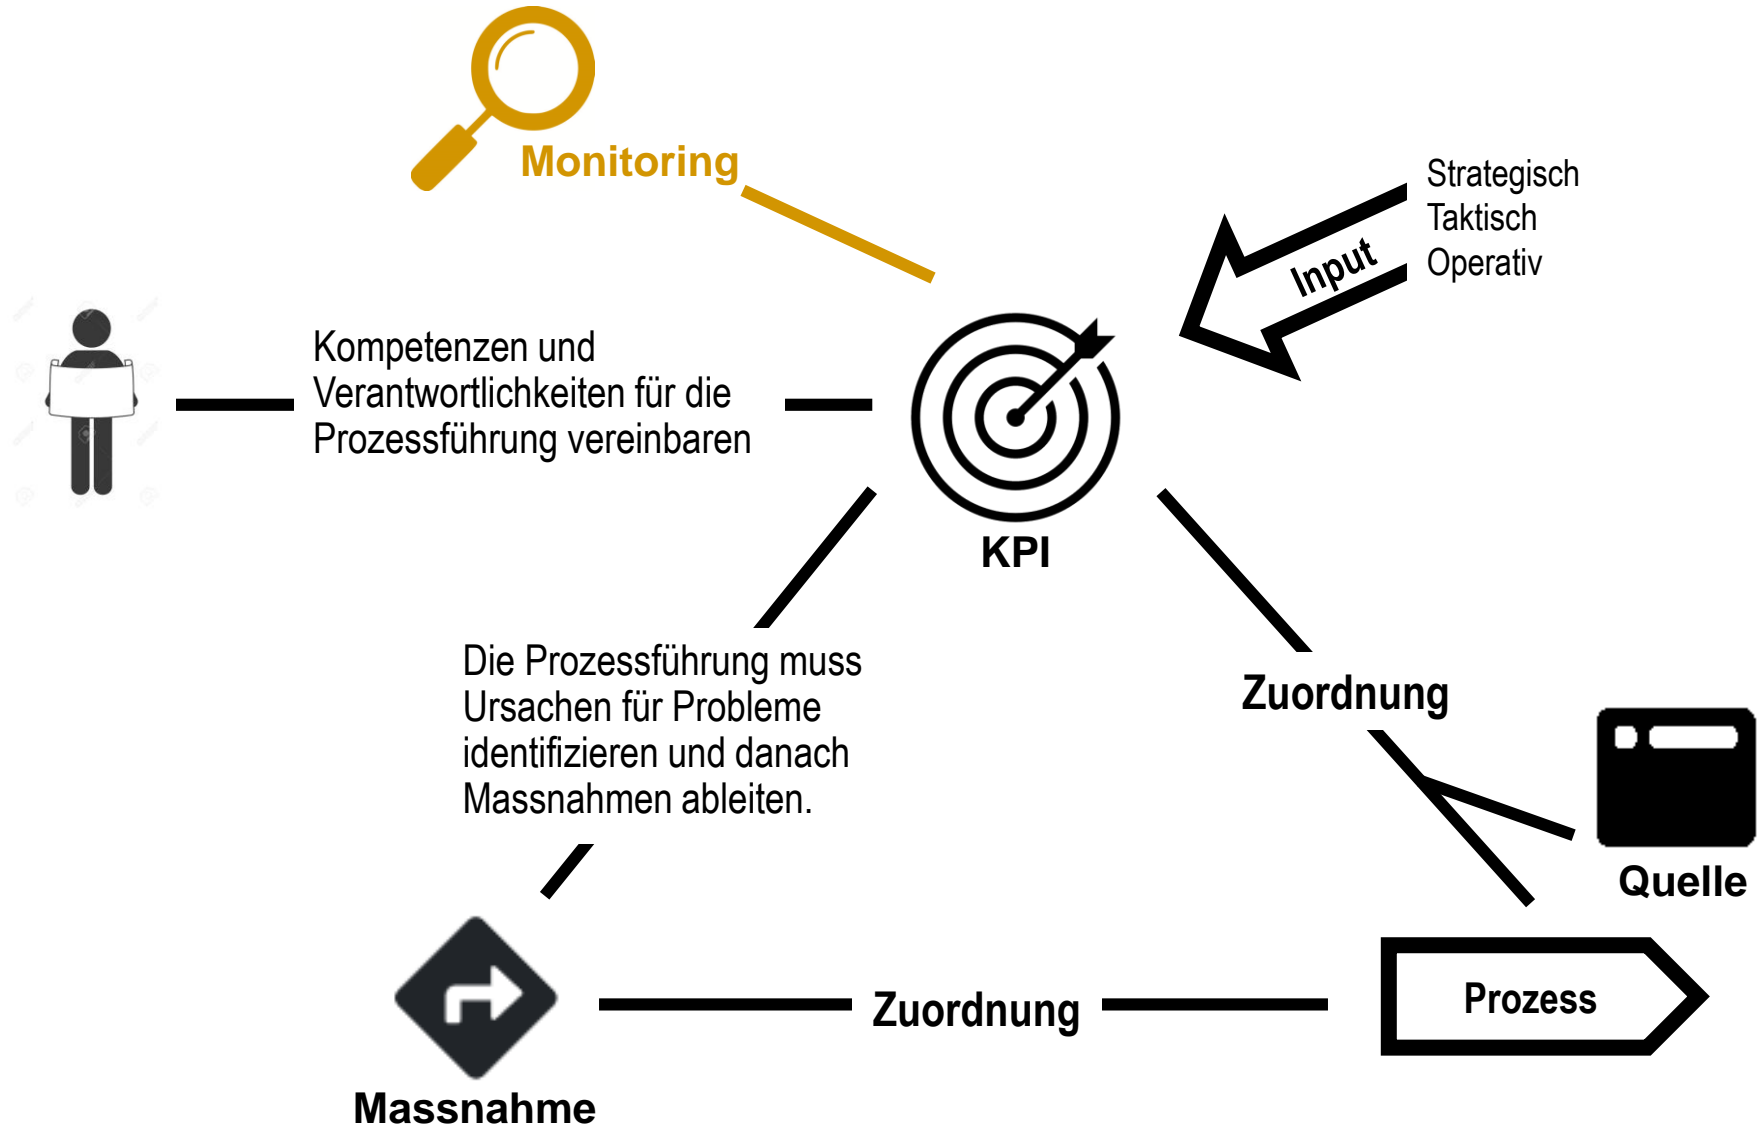 Monitoring
Strategisch
Taktisch
Operativ
Input
Kompetenzen und
Verantwortlichkeiten für die
Prozessführung vereinbaren
KPI
Die Prozessführung muss
Ursachen für Probleme
identifizieren und danach
Massnahmen ableiten.
Zuordnung
Quelle
Prozess
Zuordnung
Massnahme